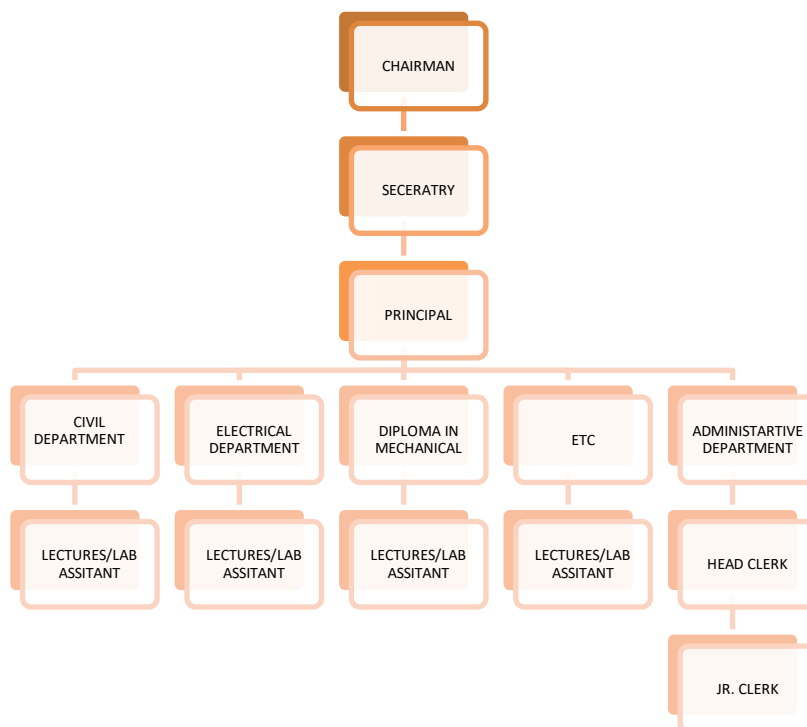 CHAIRMAN
SECERATRY
PRINCIPAL
CIVIL
DEPARTMENT
ELECTRICAL
DEPARTMENT
DIPLOMA IN
MECHANICAL
ETC
ADMINISTARTIVE
DEPARTMENT
LECTURES/LAB
ASSITANT
LECTURES/LAB
ASSITANT
LECTURES/LAB
ASSITANT
LECTURES/LAB
ASSITANT
HEAD CLERK
JR. CLERK